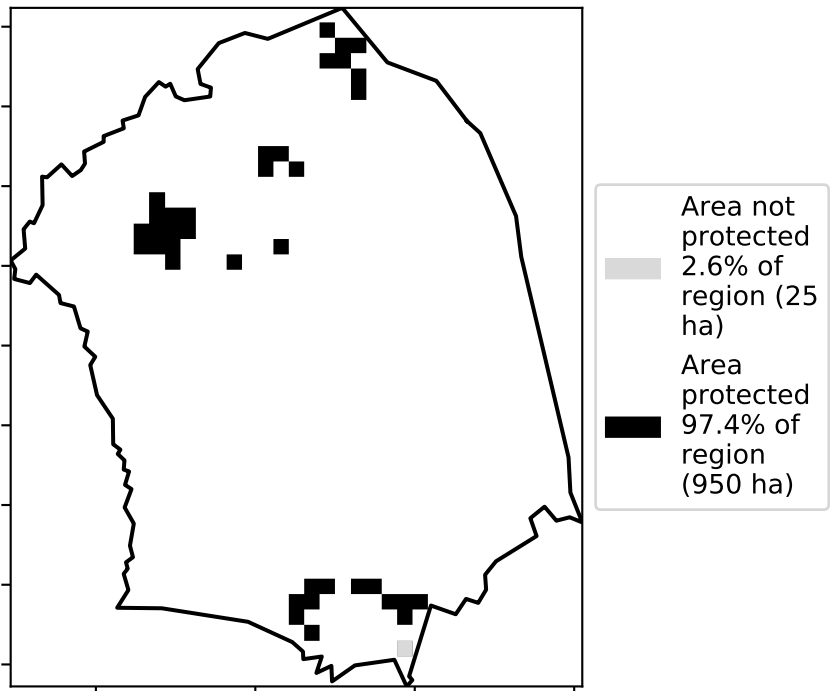 Area not
protected
2.6% of
region (25
ha)
Area
protected
97.4% of
region
(950 ha)